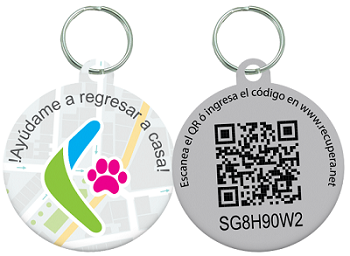 !Ayúdame a regresar a casa!
Escanea el QR ó ingresa el código en www.recupera.net
SG8H90W2